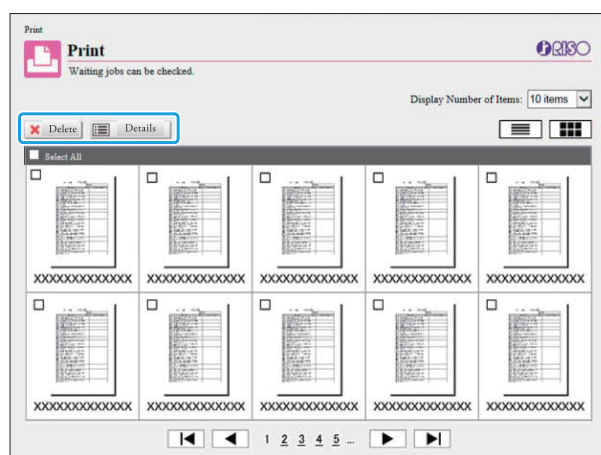 Print
Print
RISO
Waiting jobs can be checked.
Display Number of Items: 10 items
Delete Details
Select All
XXXXXXXXXXXXX XXXXXXXXXXXXX XXXXXXXXXXXXX XXXXXXXXXXXXX XXXXXXXXXXXXX
XXXXXXXXXXXXX XXXXXXXXXXXXX XXXXXXXXXXXXX XXXXXXXXXXXXX XXXXXXXXXXXXX
1 2 3 4 5 ...